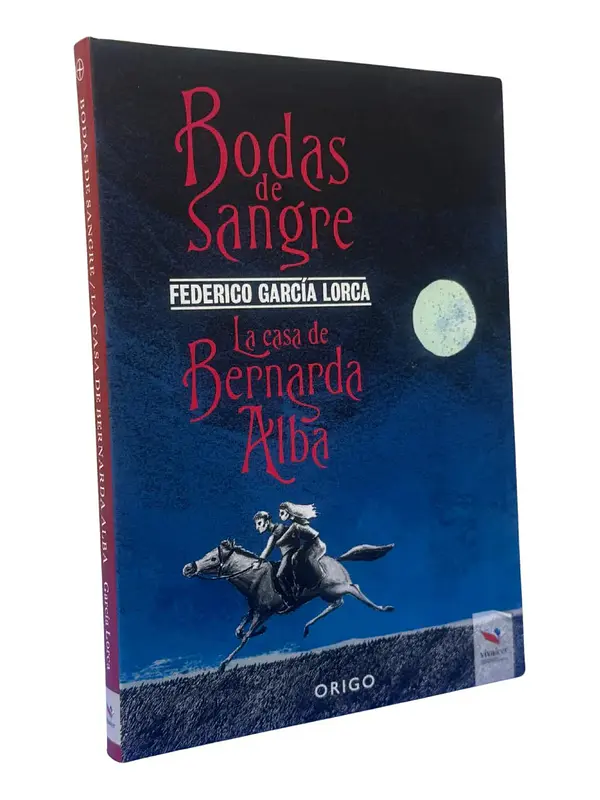 Bodas
de
Sangre
FEDERICO GARCÍA LORCA
La casa de
Bernarda
Alba
ORIGO
BODAS DE SANGRE / LA CASA DE BERNARDA ALBA García Lorca